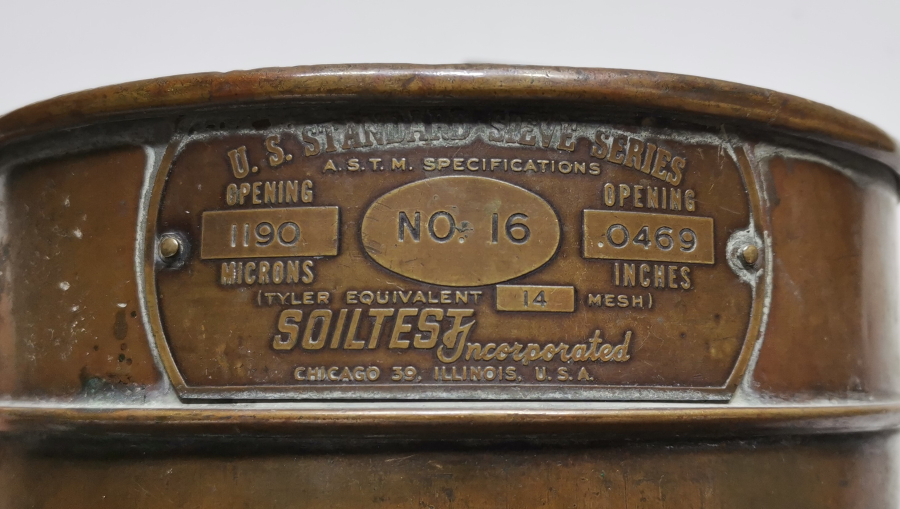 U. S. STANDARD SIEVE SERIES
A.S.T.M. SPECIFICATIONS
OPENING
1190
MICRONS
NO. 16
OPENING
.0469
INCHES
(TYLER EQUIVALENT 14 MESH)
SOILTEST Incorporated
CHICAGO 39, ILLINOIS, U.S.A.